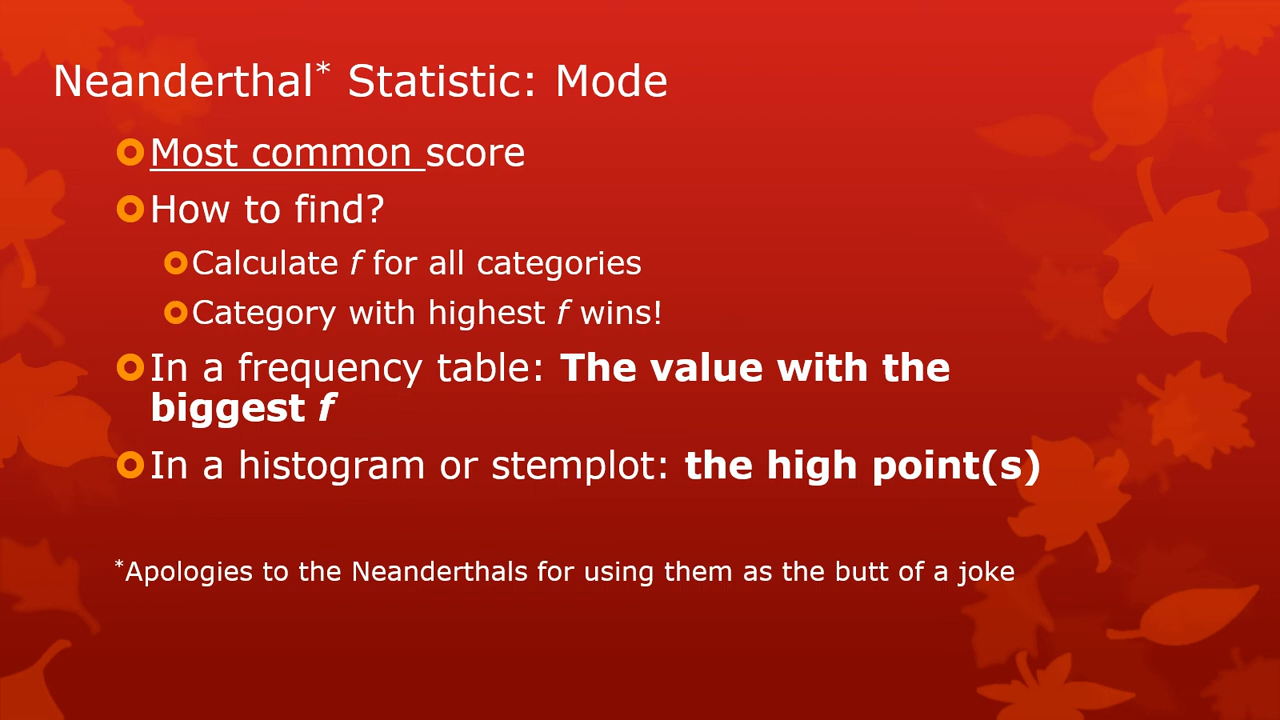 Neanderthal* Statistic: Mode
Most common score
How to find?
Calculate f for all categories
Category with highest f wins!
In a frequency table: The value with the
biggest f
In a histogram or stemplot: the high point(s)
*Apologies to the Neanderthals for using them as the butt of a joke